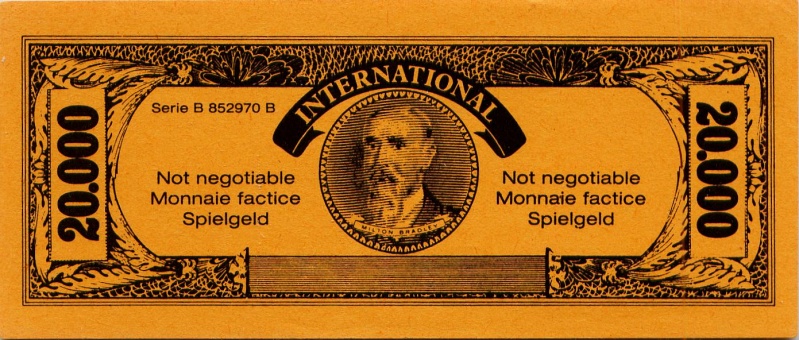 INTERNATIONAL
Serie B 852970 B
20.000
20.000
Not negotiable
Monnaie factice
Spielgeld
Not negotiable
Monnaie factice
Spielgeld
MILTON BRADLEY